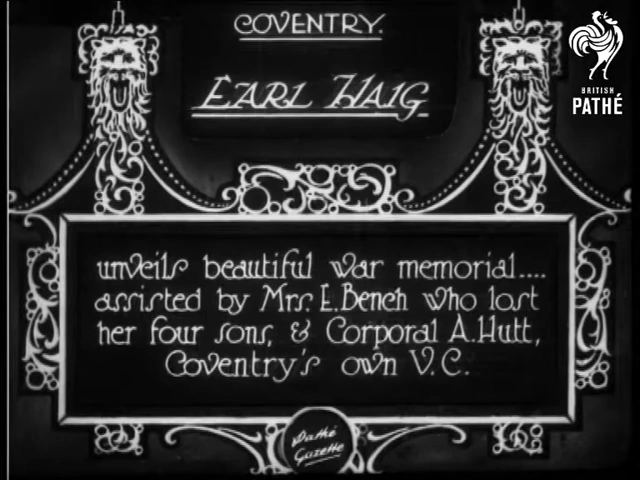 COVENTRY.
EARL HAIG
BRITISH
PATHÉ
unveils beautiful war memorial....
assisted by Mrs. E. Bench who lost
her four sons, & Corporal A. Hutt,
Coventry's own V. C.
Pathé
Gazette